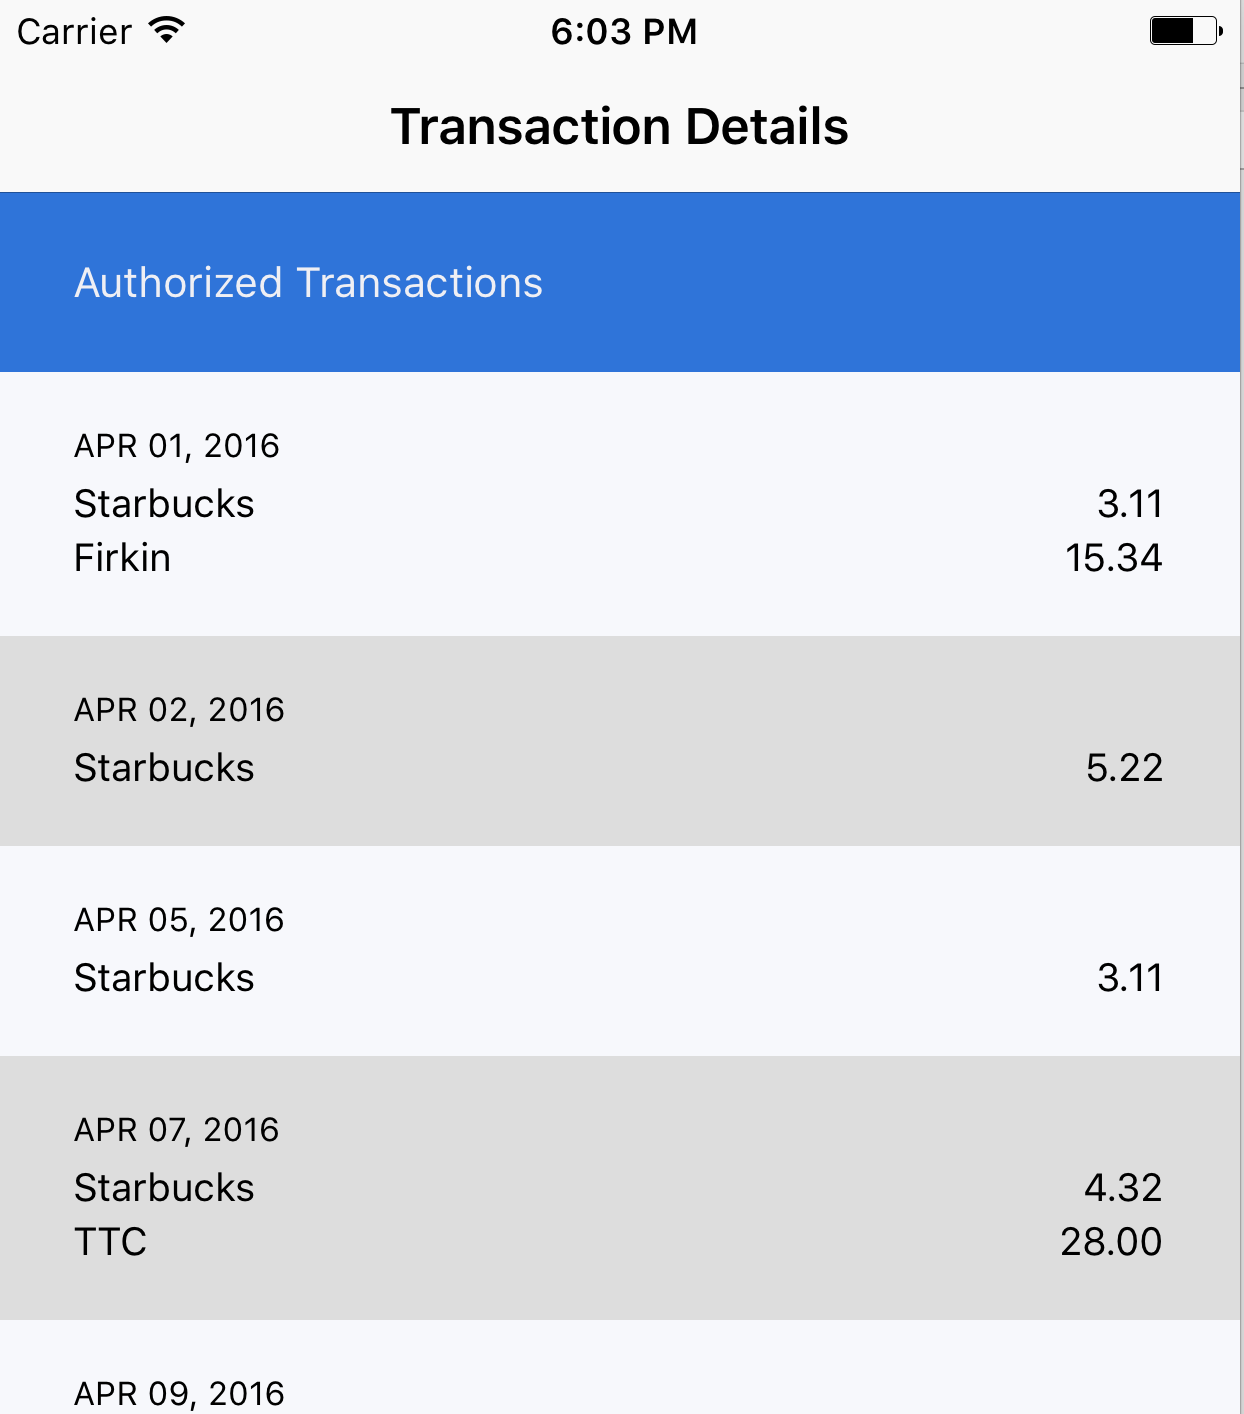 Carrier 6:03 PM
Transaction Details
Authorized Transactions
APR 01, 2016
Starbucks 3.11
Firkin 15.34
APR 02, 2016
Starbucks 5.22
APR 05, 2016
Starbucks 3.11
APR 07, 2016
Starbucks 4.32
TTC 28.00
APR 09, 2016